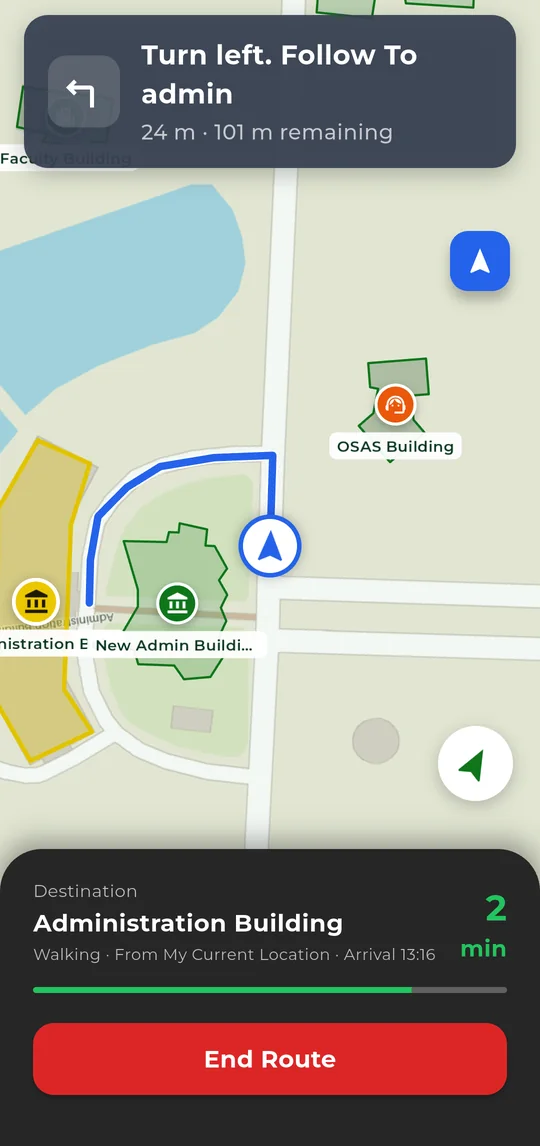 Turn left. Follow To
admin
24 m · 101 m remaining
Faculty Building
OSAS Building
nistration B
New Admin Buildi...
Destination
Administration Building
2
min
Walking · From My Current Location · Arrival 13:16
End Route